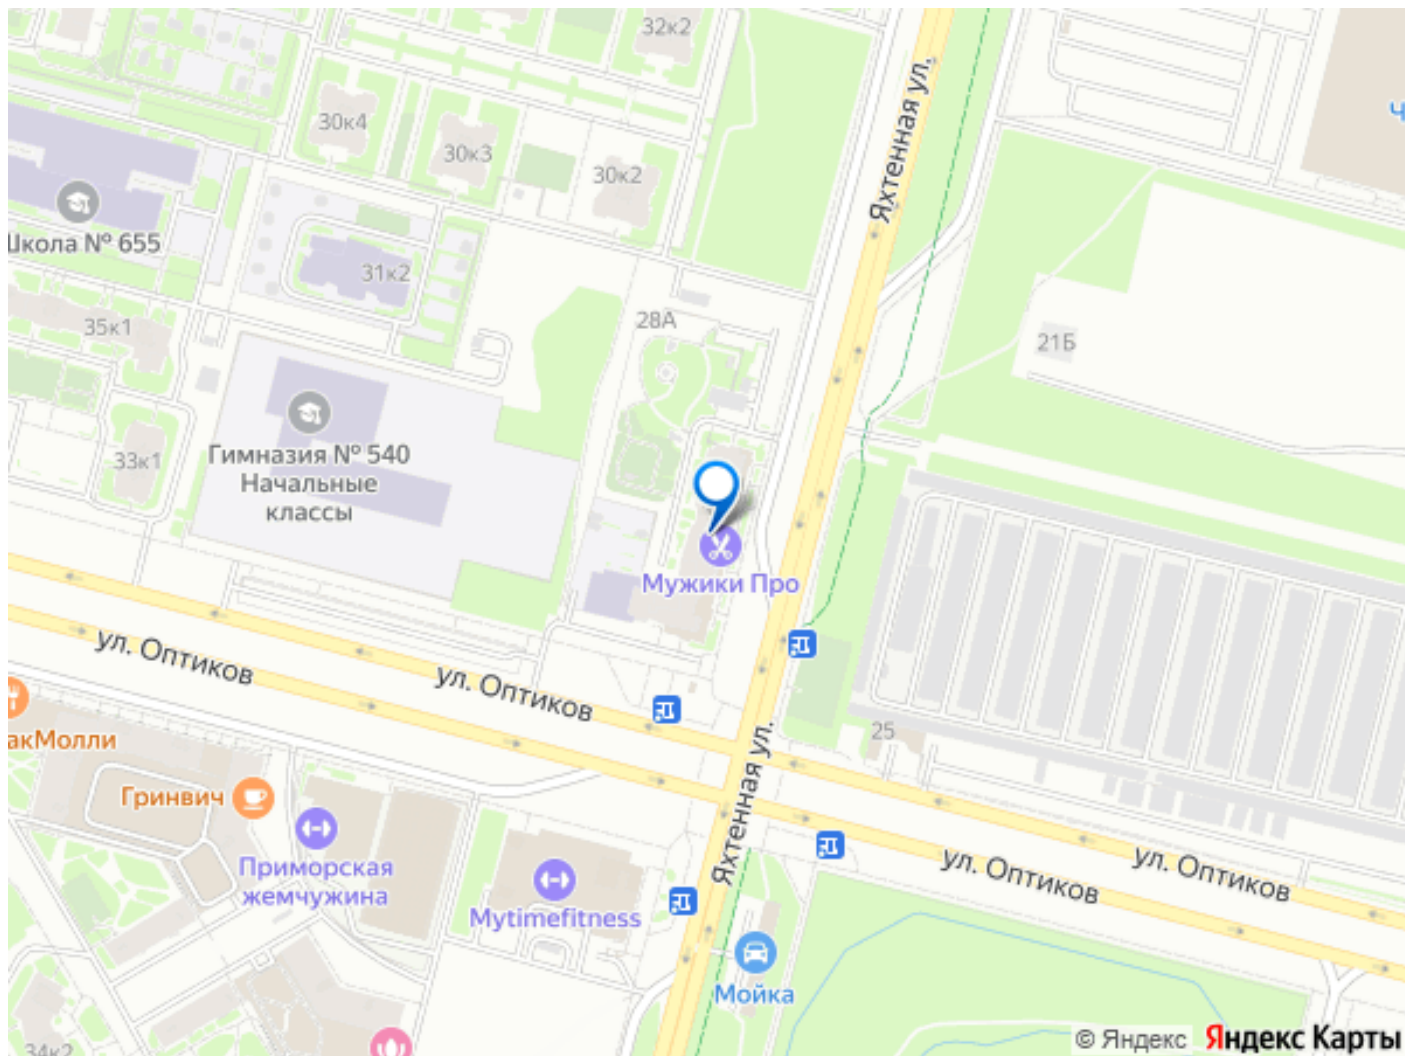 32к2
Яхтенная ул.
30к4
30к3
30к2
Школа № 655
31к2
28А
35к1
21Б
33к1
Гимназия № 540
Начальные
классы
Мужики Про
ул. Оптиков
ул. Оптиков
25
акМолли
Гринвич
Яхтенная ул.
Приморская
жемчужина
Mytimefitness
ул. Оптиков
ул. Оптиков
Мойка
34к2
© Яндекс Яндекс Карты